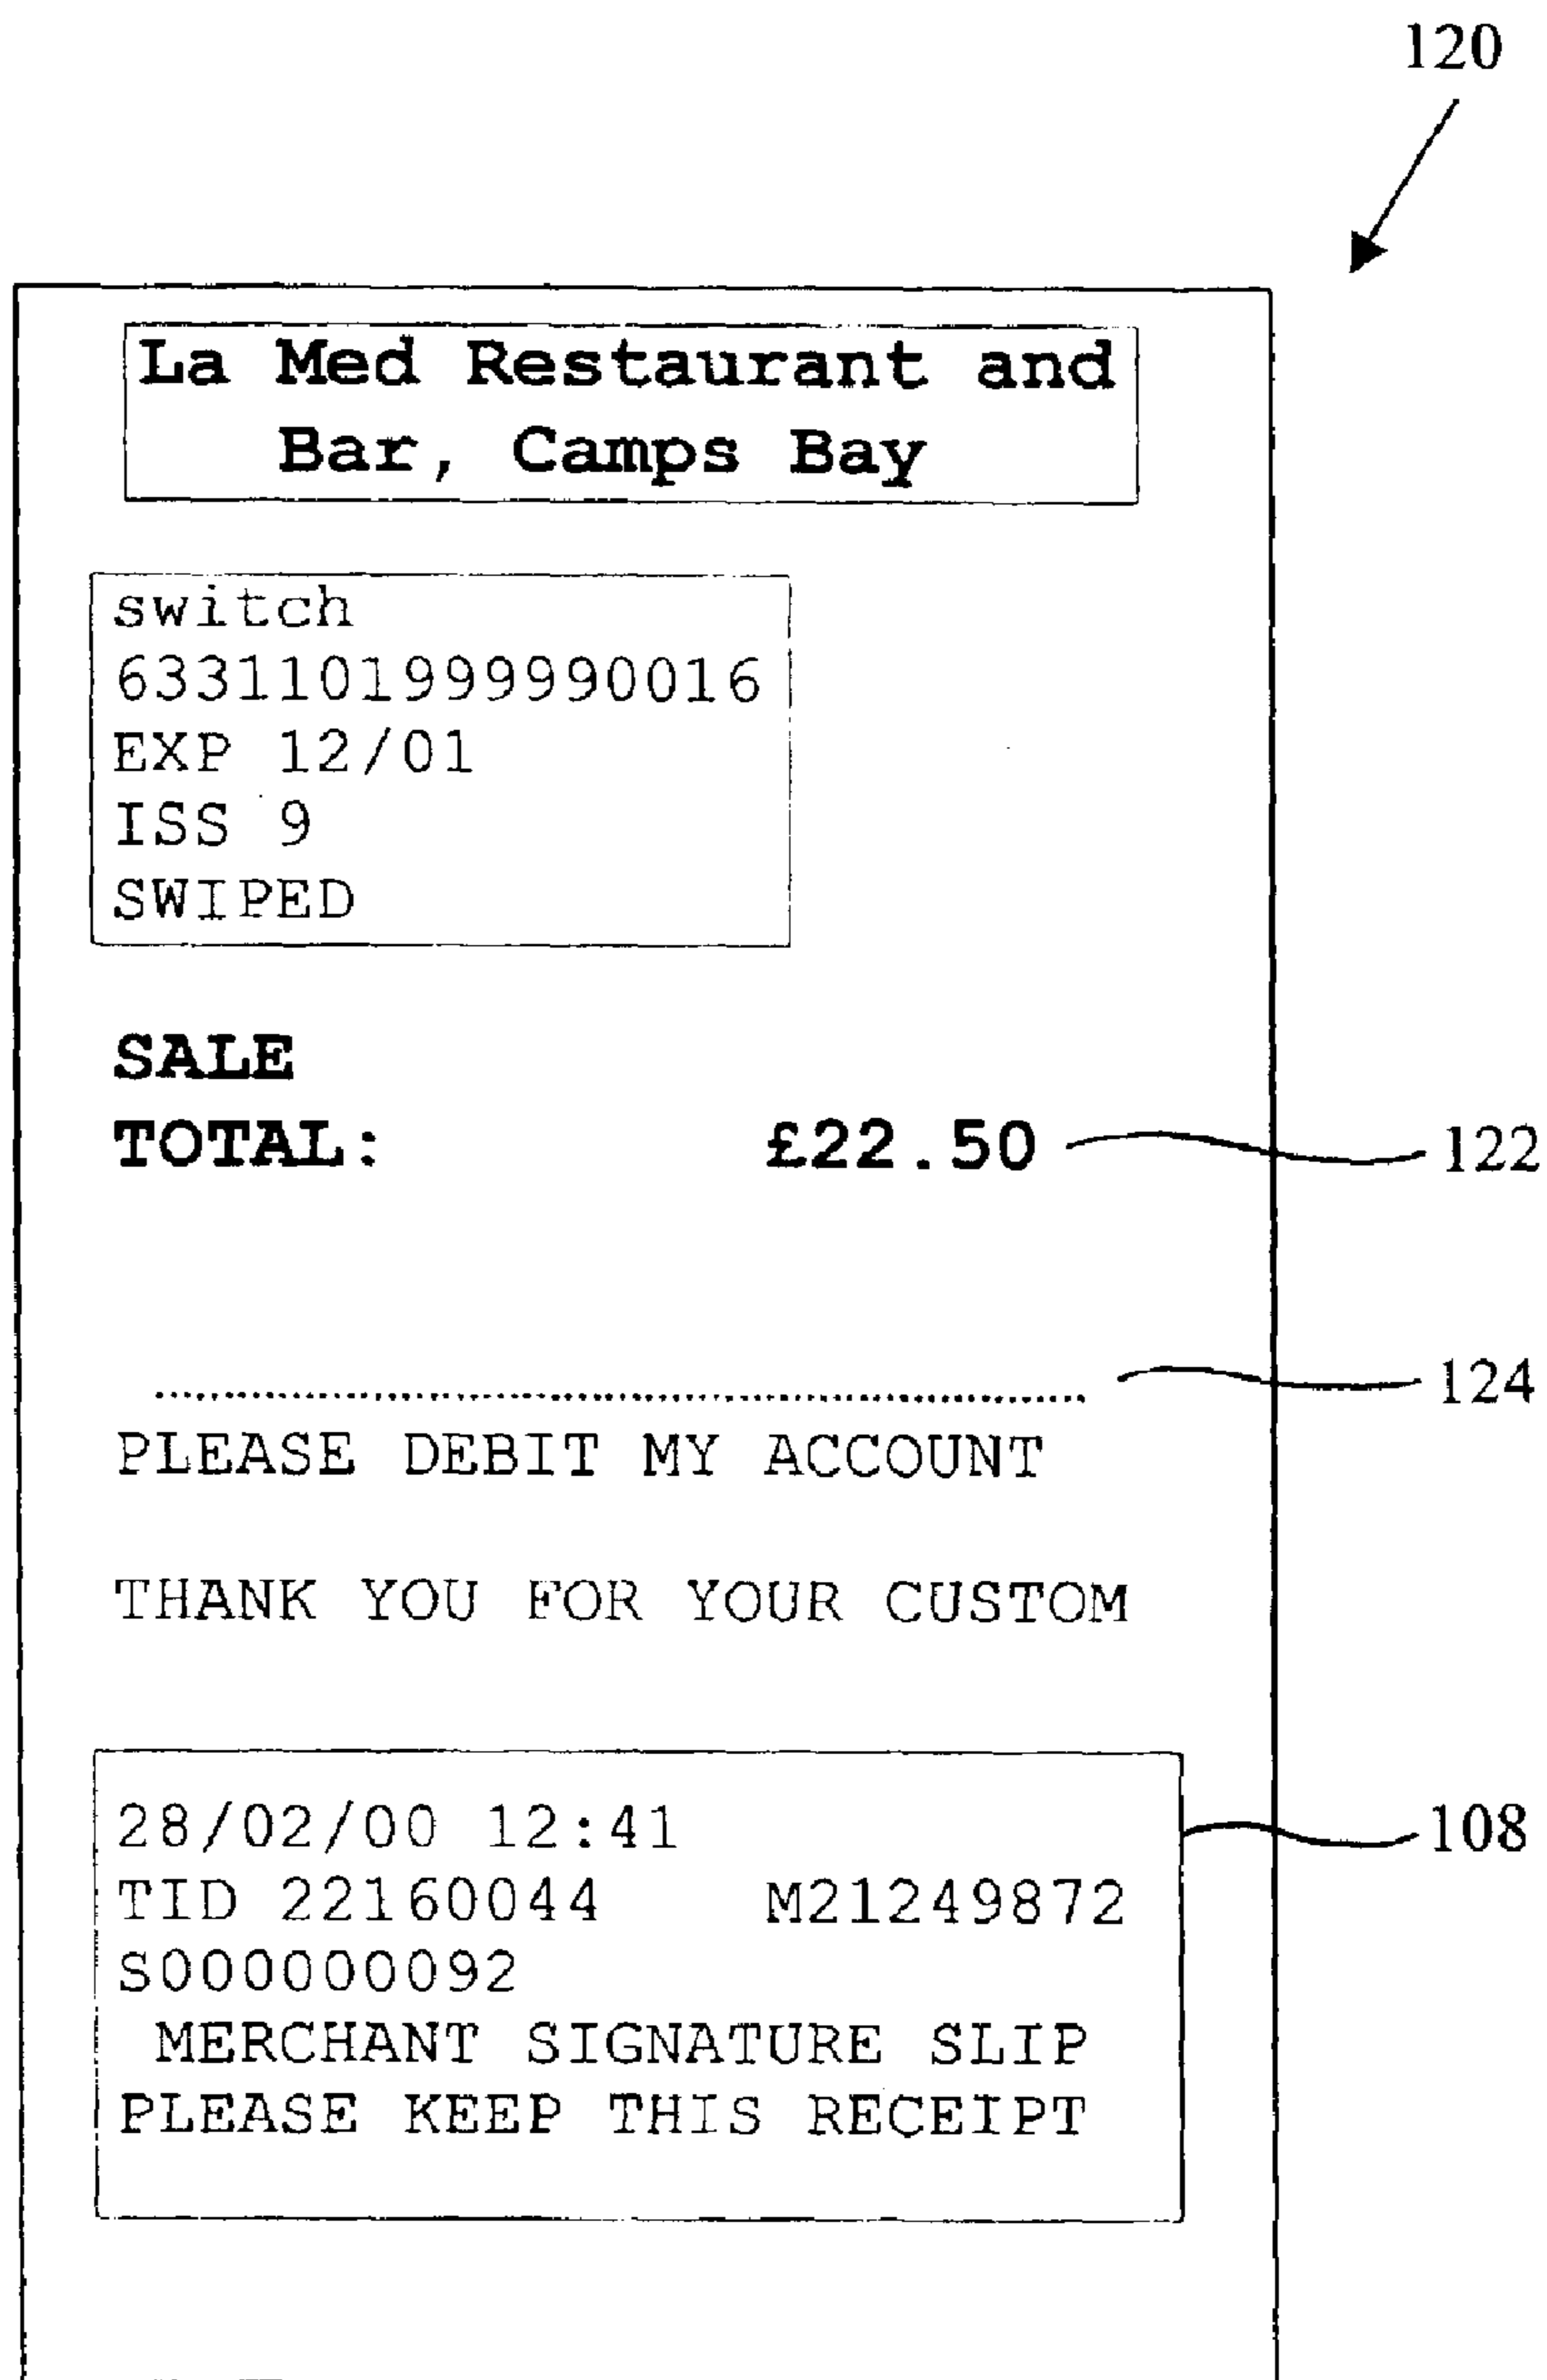 120
La Med Restaurant and
Bar, Camps Bay
switch
6331101999990016
EXP 12/01
ISS 9
SWIPED
SALE
TOTAL: £22.50 122
124
PLEASE DEBIT MY ACCOUNT
THANK YOU FOR YOUR CUSTOM
28/02/00 12:41 108
TID 22160044 M21249872
S000000092
MERCHANT SIGNATURE SLIP
PLEASE KEEP THIS RECEIPT